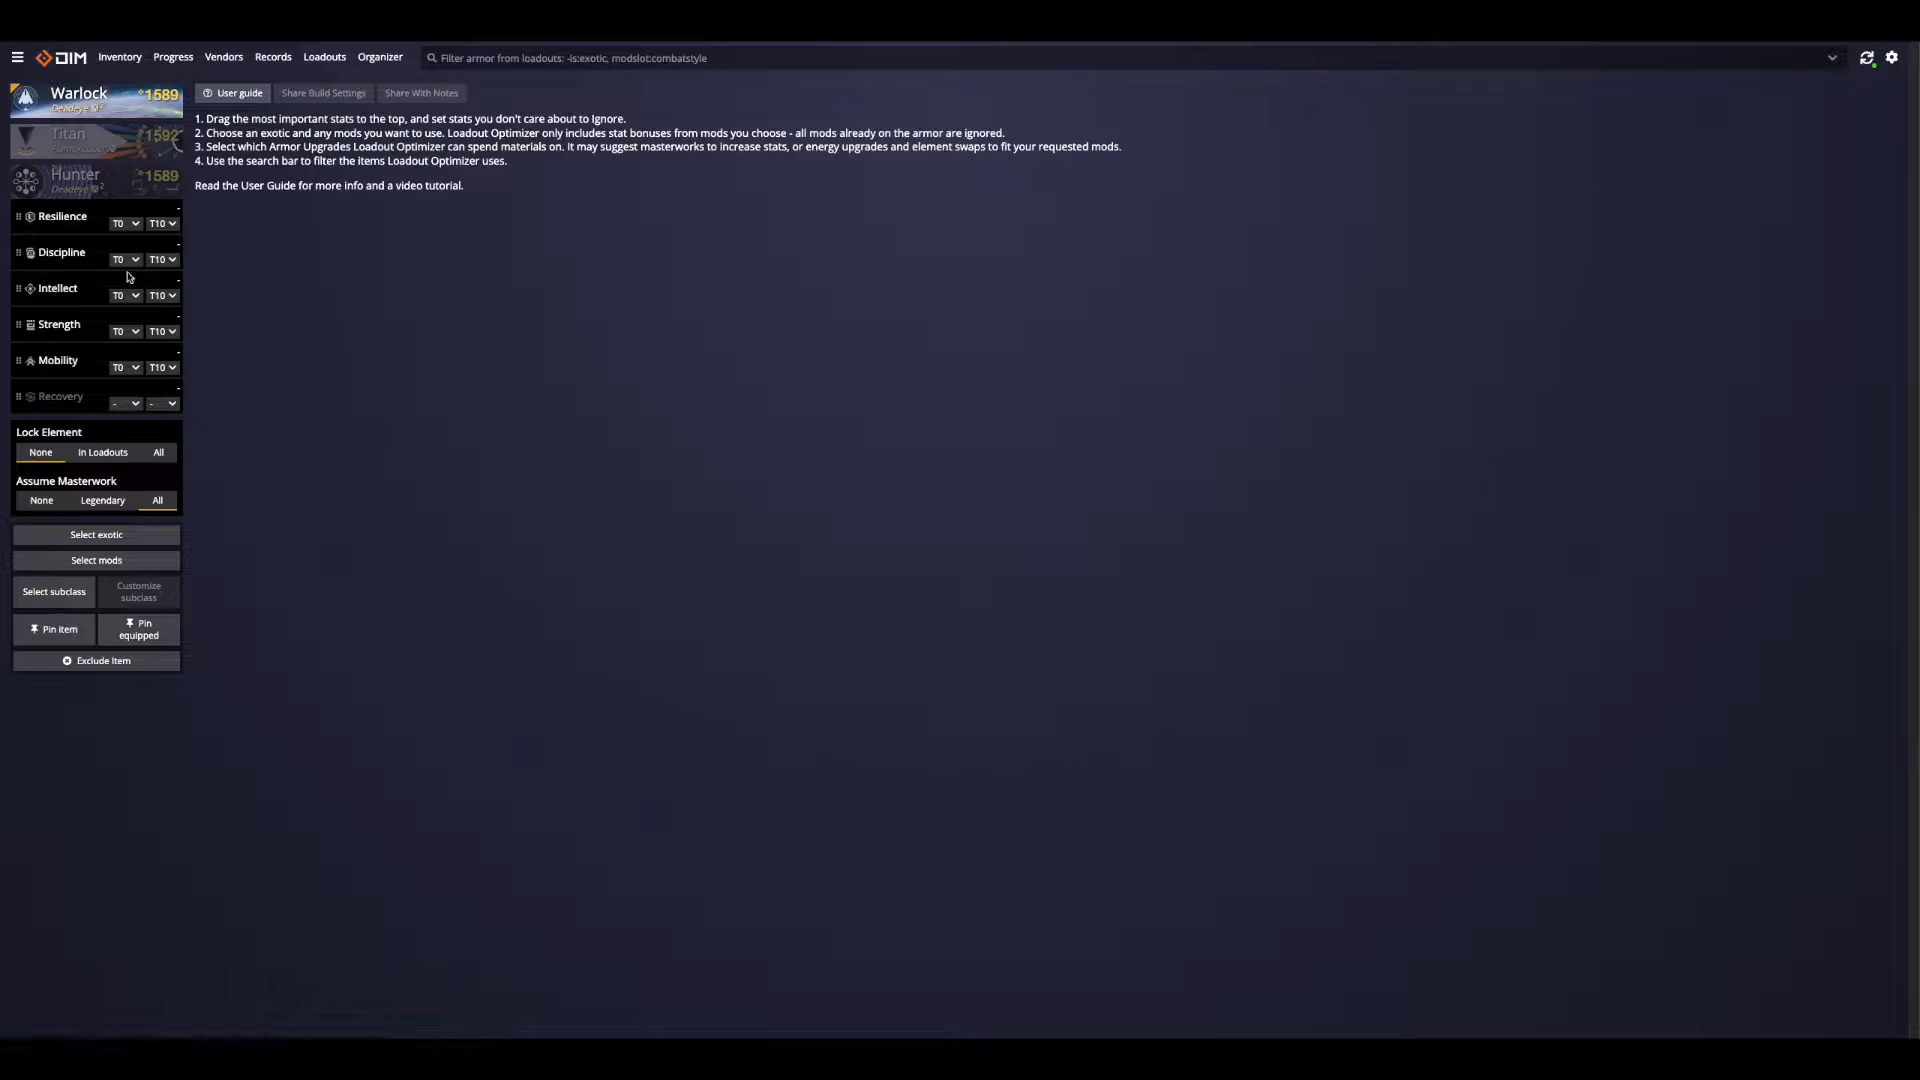 DIM Inventory Progress Vendors Records Loadouts Organizer Filter armor from loadouts: -is:exotic, modslot:combatstyle
Warlock 1589
Deadeye
User guide Share Build Settings Share With Notes
1. Drag the most important stats to the top, and set stats you don't care about to Ignore.
2. Choose an exotic and any mods you want to use. Loadout Optimizer only includes stat bonuses from mods you choose - all mods already on the armor are ignored.
3. Select which Armor Upgrades Loadout Optimizer can spend materials on. It may suggest masterworks to increase stats, or energy upgrades and element swaps to fit your requested mods.
4. Use the search bar to filter the items Loadout Optimizer uses.
Read the User Guide for more info and a video tutorial.
Titan 1592
Hunter 1589
Deadeye 2
Resilience -
T0 T10
Discipline -
T0 T10
Intellect -
T0 T10
Strength -
T0 T10
Mobility -
T0 T10
Recovery -
- -
Lock Element
None In Loadouts All
Assume Masterwork
None Legendary All
Select exotic
Select mods
Select subclass
Customize
subclass
Pin item
Pin
equipped
Exclude item